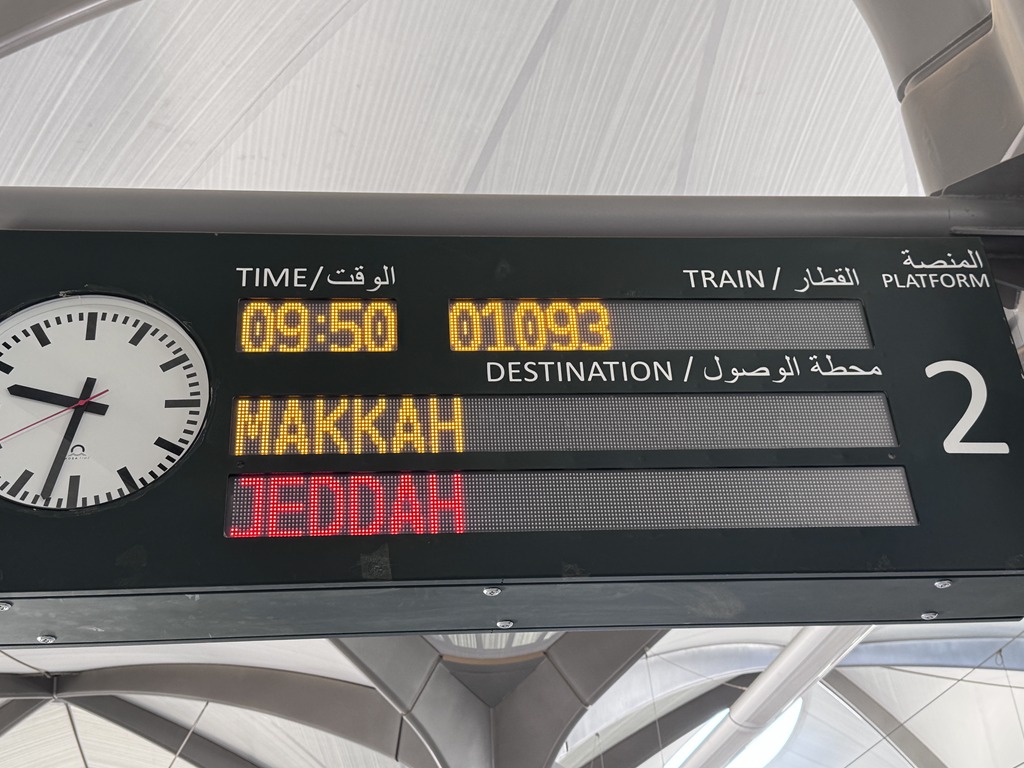 TIME/الوقت
TRAIN / القطار
المنصة
PLATFORM
09:50
01093
DESTINATION / محطة الوصول
MAKKAH
2
JEDDAH